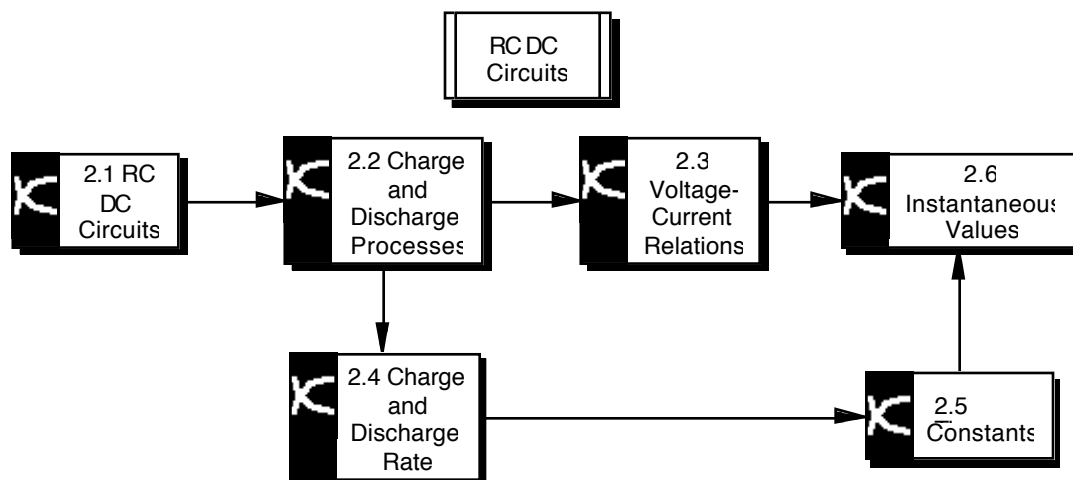 RC DC
Circuits
2.1 RC
DC
Circuits
2.2 Charge
and
Discharge
Processes
2.3
Voltage-
Current
Relations
2.6
Instantaneous
Values
2.4 Charge
and
Discharge
Rate
2.5
Constants